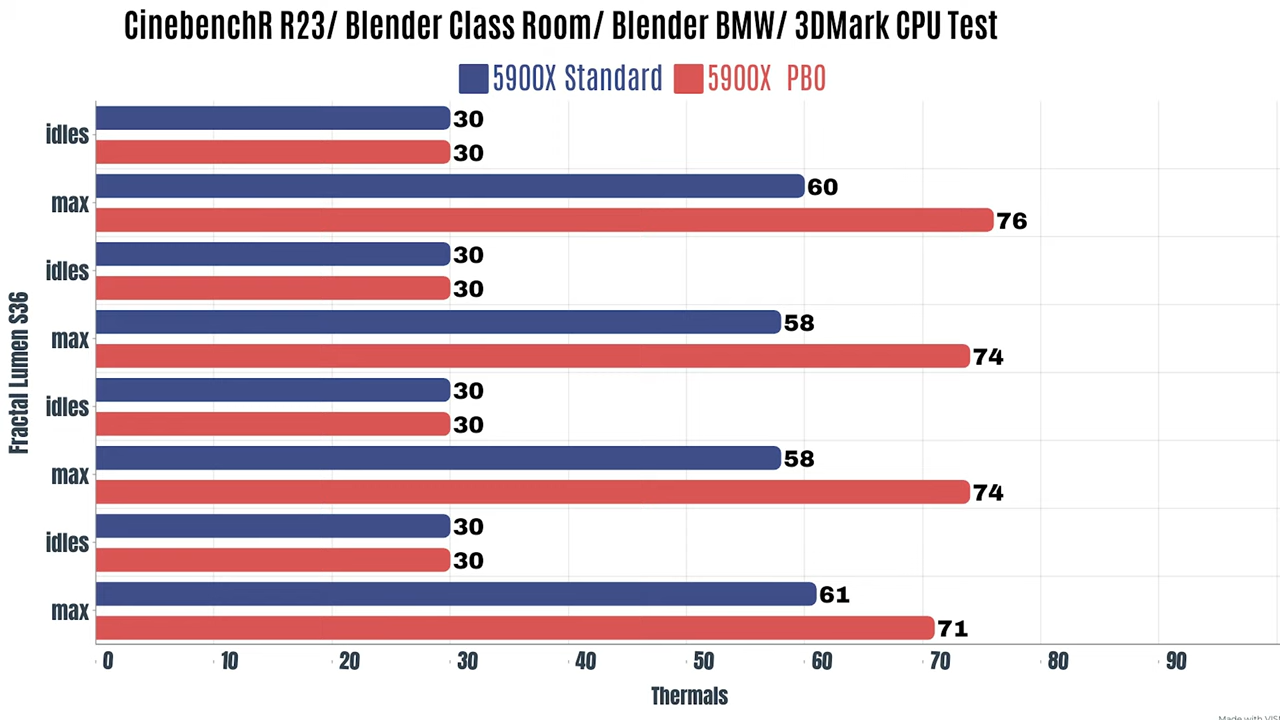 CinebenchR R23/ Blender Class Room/ Blender BMW/ 3DMark CPU Test
5900X Standard 5900X PBO
Fractal Lumen S36
idles 30
30
max 60
76
idles 30
30
max 58
74
idles 30
30
max 58
74
idles 30
30
max 61
71
0 10 20 30 40 50 60 70 80 90
Thermals
Made with